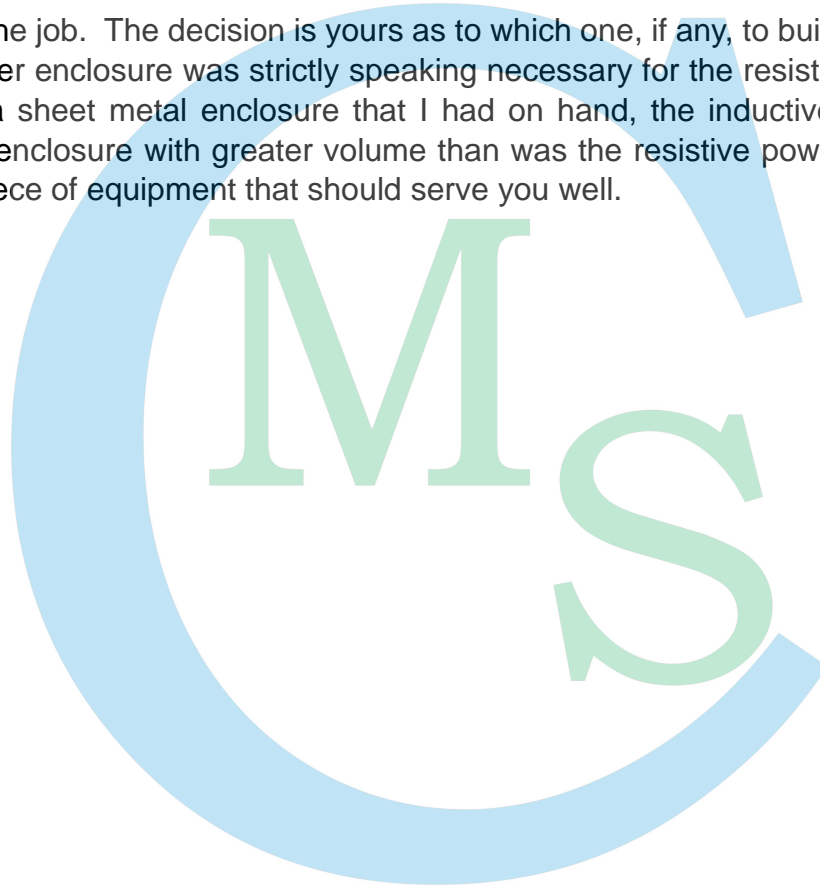 he job. The decision is yours as to which one, if any, to bui
er enclosure was strictly speaking necessary for the resist
a sheet metal enclosure that I had on hand, the inductive
enclosure with greater volume than was the resistive pow
ece of equipment that should serve you well.
C
M
S